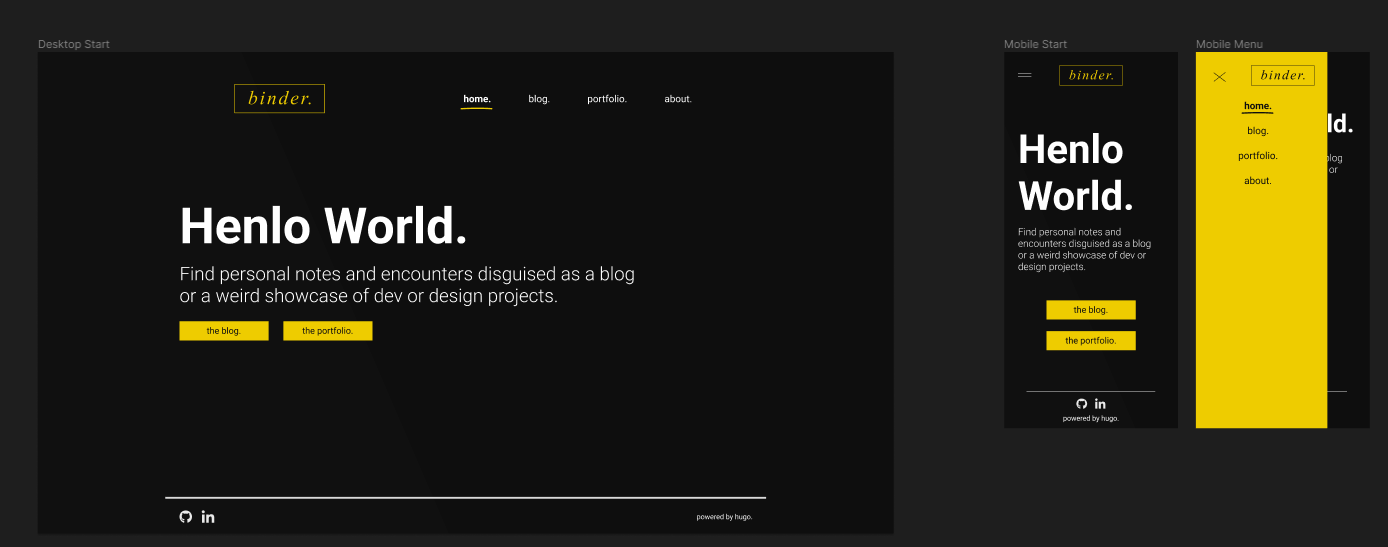 Desktop Start
binder.
home.
blog.
portfolio.
about.
Henlo World.
Find personal notes and encounters disguised as a blog
or a weird showcase of dev or design projects.
the blog.
the portfolio.
in
powered by hugo.
Mobile Start
binder.
Henlo
World.
Find personal notes and
encounters disguised as a blog
or a weird showcase of dev or
design projects.
the blog.
the portfolio.
in
powered by hugo.
Mobile Menu
binder.
home.
blog.
portfolio.
about.
ld.
blog
or